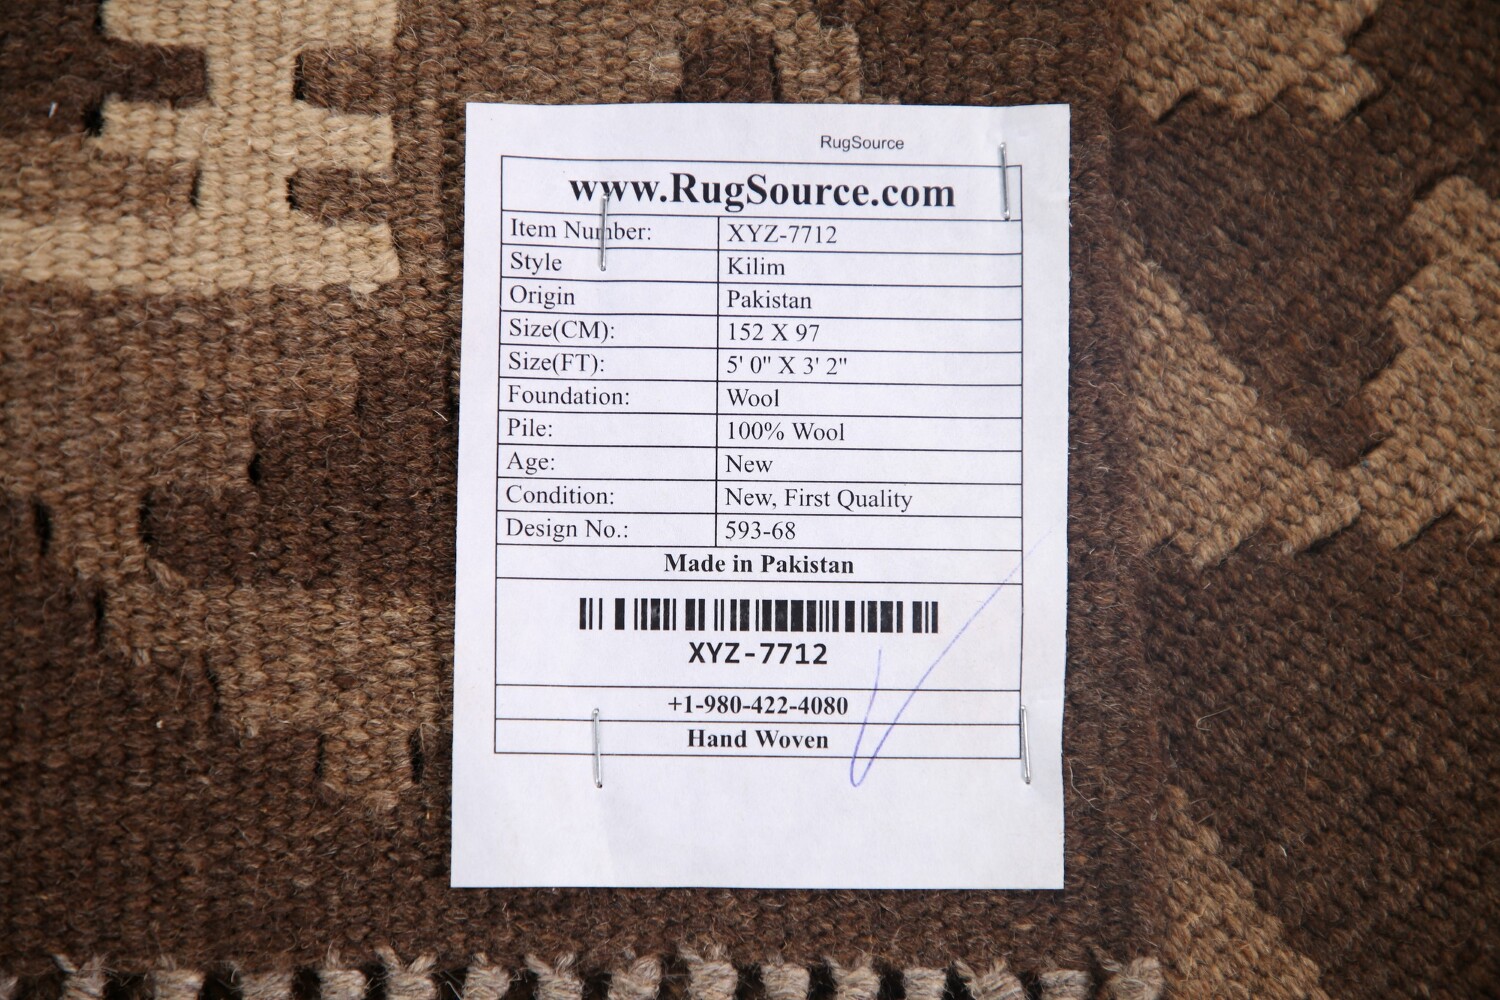 RugSource
www.RugSource.com
Item Number: XYZ-7712
Style Kilim
Origin Pakistan
Size(CM): 152 X 97
Size(FT): 5' 0" X 3' 2"
Foundation: Wool
Pile: 100% Wool
Age: New
Condition: New, First Quality
Design No.: 593-68
Made in Pakistan
XYZ-7712
+1-980-422-4080
Hand Woven